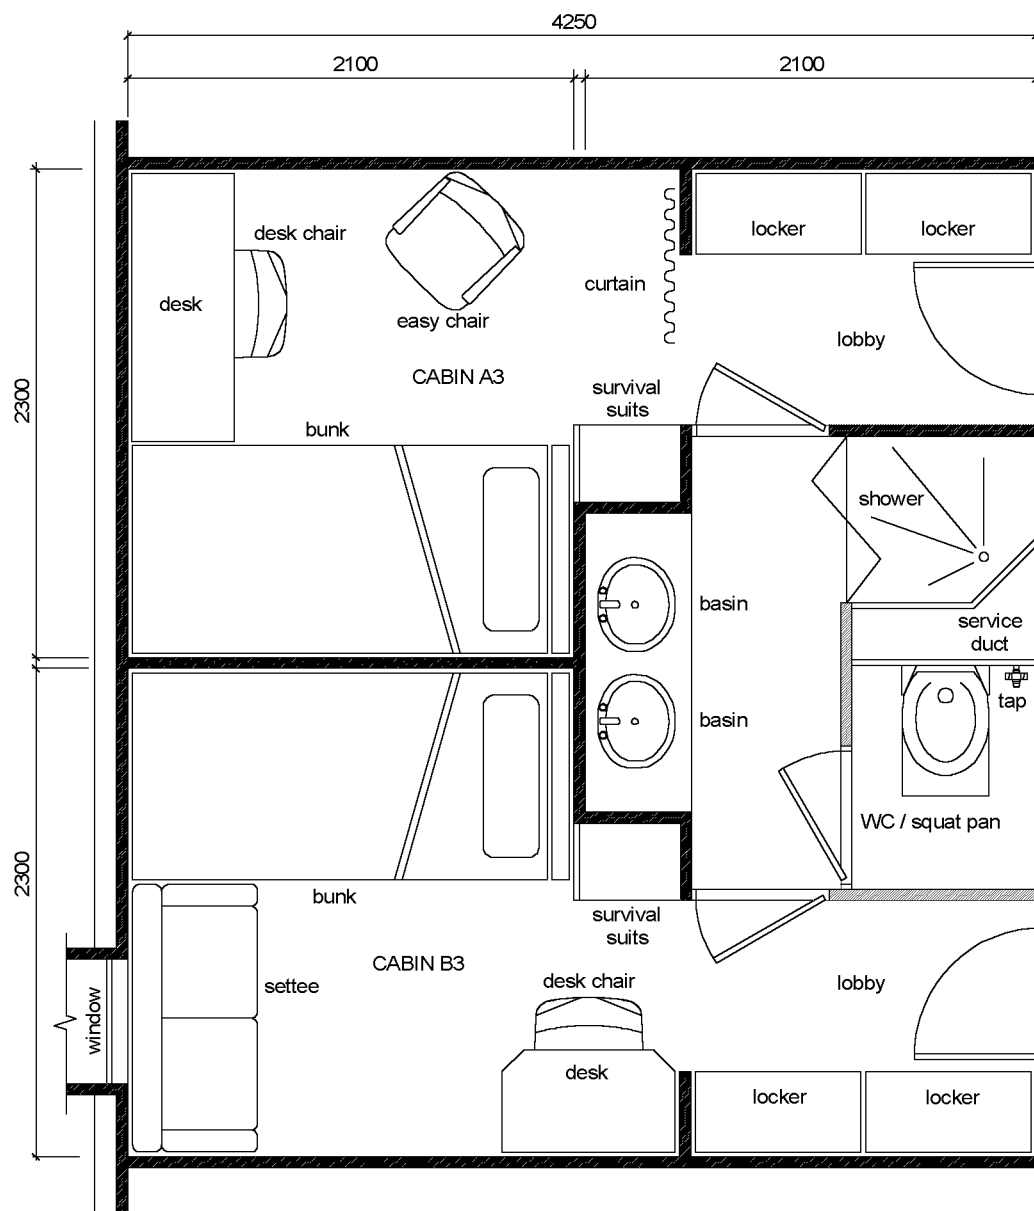 4250
2100
2100
locker
locker
desk chair
curtain
desk
easy chair
lobby
CABIN A3
2300
survival
suits
bunk
shower
basin
service
duct
tap
basin
WC / squat pan
2300
bunk
survival
suits
CABIN B3
settee
desk chair
lobby
window
desk
locker
locker